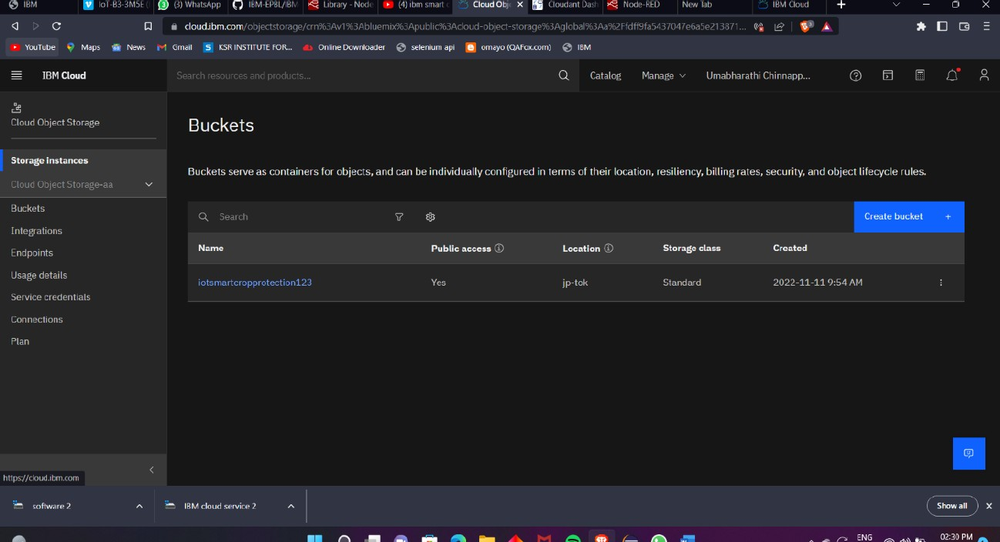 IBM
IoT-B3-3M5E (
(3) WhatsApp
IBM-EPBL/IBM
Library - Node
(4) ibm smart c
Cloud Obje
Cloudant Dash
Node-RED
New Tab
IBM Cloud
cloud.ibm.com/objectstorage/crn%3Av1%3Abluemix%3Apublic%3Acloud-object-storage%3Aglobal%3Aa%2Ffdff9fa5437047e6a5e213871...
3
YouTube
Maps
News
Gmail
KSR INSTITUTE FOR...
Online Downloader
selenium api
omayo (QAFox.com)
IBM
IBM Cloud
Search resources and products...
Catalog
Manage
Umabharathi Chinnapp...
Cloud Object Storage
Storage instances
Cloud Object Storage-aa
Buckets
Integrations
Endpoints
Usage details
Service credentials
Connections
Plan
Buckets
Buckets serve as containers for objects, and can be individually configured in terms of their location, resiliency, billing rates, security, and object lifecycle rules.
Search
Create bucket +
Name Public access Location Storage class Created
iotsmartcropprotection123 Yes jp-tok Standard 2022-11-11 9:54 AM
https://cloud.ibm.com
software 2
IBM cloud service 2
Show all
ENG
02:30 PM